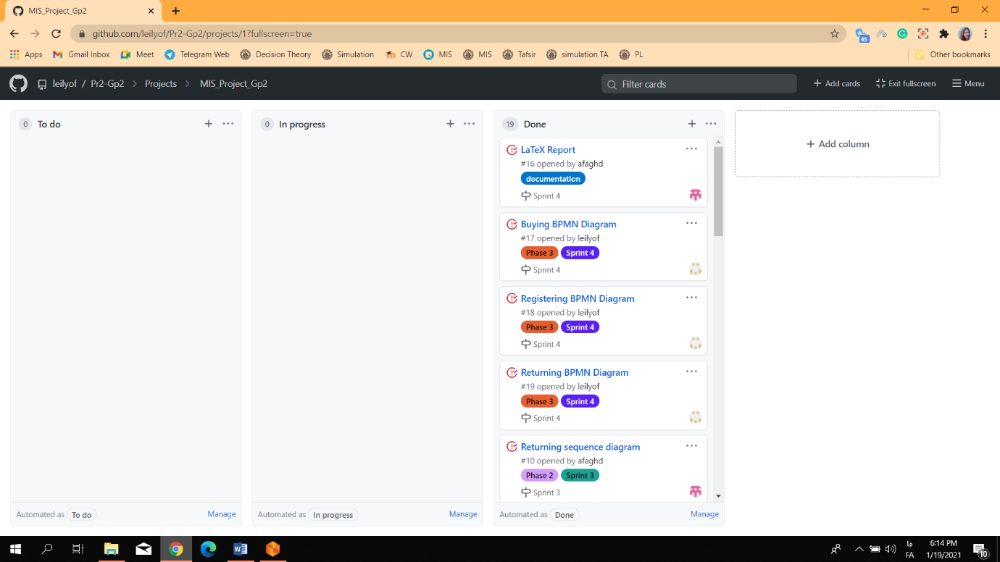 MIS_Project_Gp2
github.com/leilyof/Pr2-Gp2/projects/1?fullscreen=true
45
Apps Gmail Inbox Meet Telegram Web Decision Theory Simulation CW MIS MIS Tafsir simulation TA PL Other bookmarks
leilyof / Pr2-Gp2 > Projects > MIS_Project_Gp2 Filter cards + Add cards Exit fullscreen Menu
0 To do + ...
0 In progress + ...
19 Done + ...
+ Add column
LaTeX Report ...
#16 opened by afaghd
documentation
Sprint 4
Buying BPMN Diagram ...
#17 opened by leilyof
Phase 3 Sprint 4
Sprint 4
Registering BPMN Diagram ...
#18 opened by leilyof
Phase 3 Sprint 4
Sprint 4
Returning BPMN Diagram ...
#19 opened by leilyof
Phase 3 Sprint 4
Sprint 4
Returning sequence diagram ...
#10 opened by afaghd
Phase 2 Sprint 3
Sprint 3
Automated as To do Manage
Automated as In progress Manage
Automated as Done Manage
فا 6:14 PM
FA 1/19/2021 10